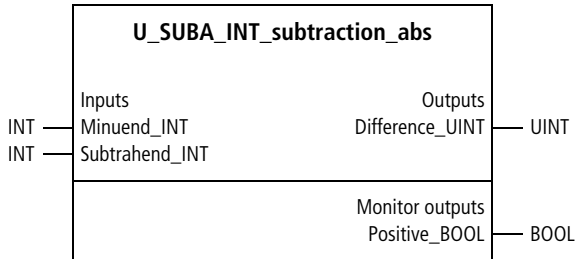 U_SUBA_INT_subtraction_abs
Inputs Outputs
INT Minuend_INT Difference_UINT UINT
INT Subtrahend_INT
Monitor outputs
Positive_BOOL BOOL